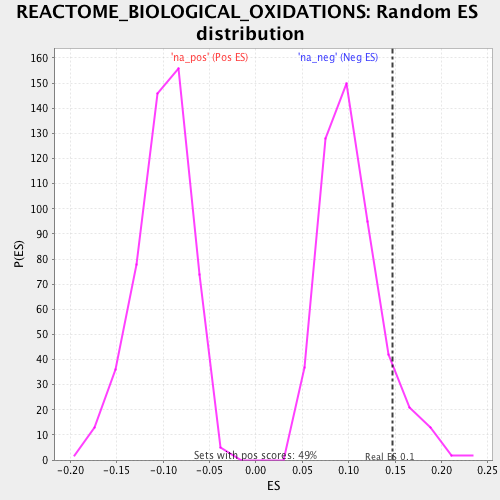 REACTOME_BIOLOGICAL_OXIDATIONS: Random ES
distribution
'na_pos' (Pos ES) 'na_neg' (Neg ES)
160
150
140
130
120
110
100
90
80
70
60
50
40
30
20
10
0
P(ES)
Sets with pos scores: 49%
Real ES 0.1
-0.20 -0.15 -0.10 -0.05 0.00 0.05 0.10 0.15 0.20 0.25
ES